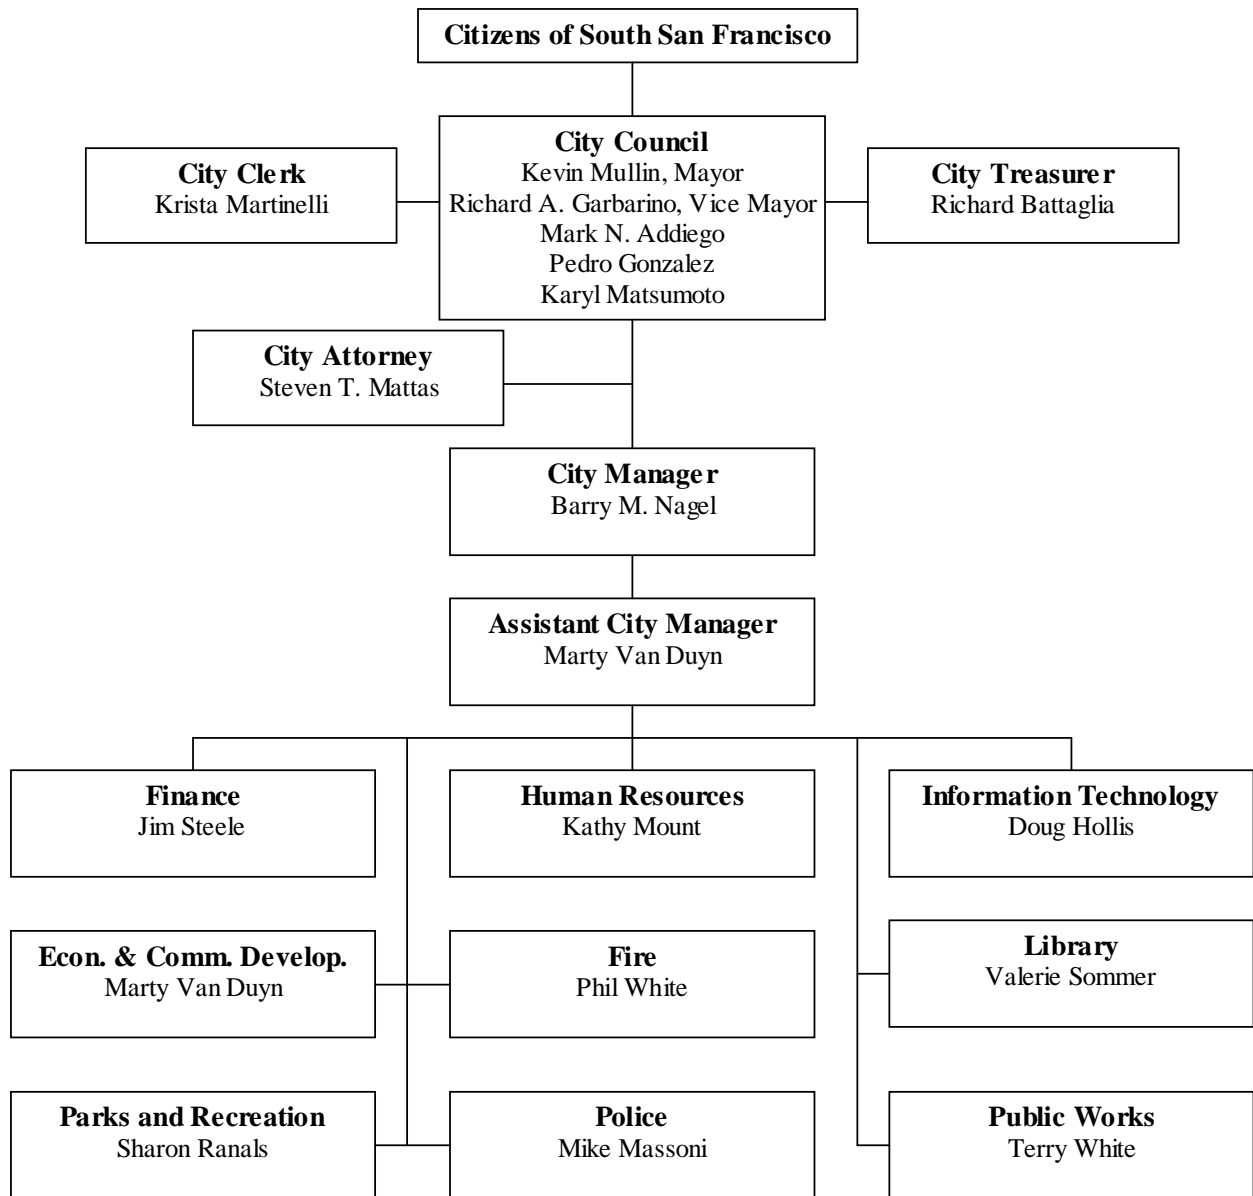 Citizens of South San Francisco
City Council
Kevin Mullin, Mayor
Richard A. Garbarino, Vice Mayor
Mark N. Addiego
Pedro Gonzalez
Karyl Matsumoto
City Clerk
Krista Martinelli
City Treasurer
Richard Battaglia
City Attorney
Steven T. Mattas
City Manager
Barry M. Nagel
Assistant City Manager
Marty Van Duyn
Finance
Jim Steele
Human Resources
Kathy Mount
Information Technology
Doug Hollis
Econ. & Comm. Develop.
Marty Van Duyn
Fire
Phil White
Library
Valerie Sommer
Parks and Recreation
Sharon Ranals
Police
Mike Massoni
Public Works
Terry White